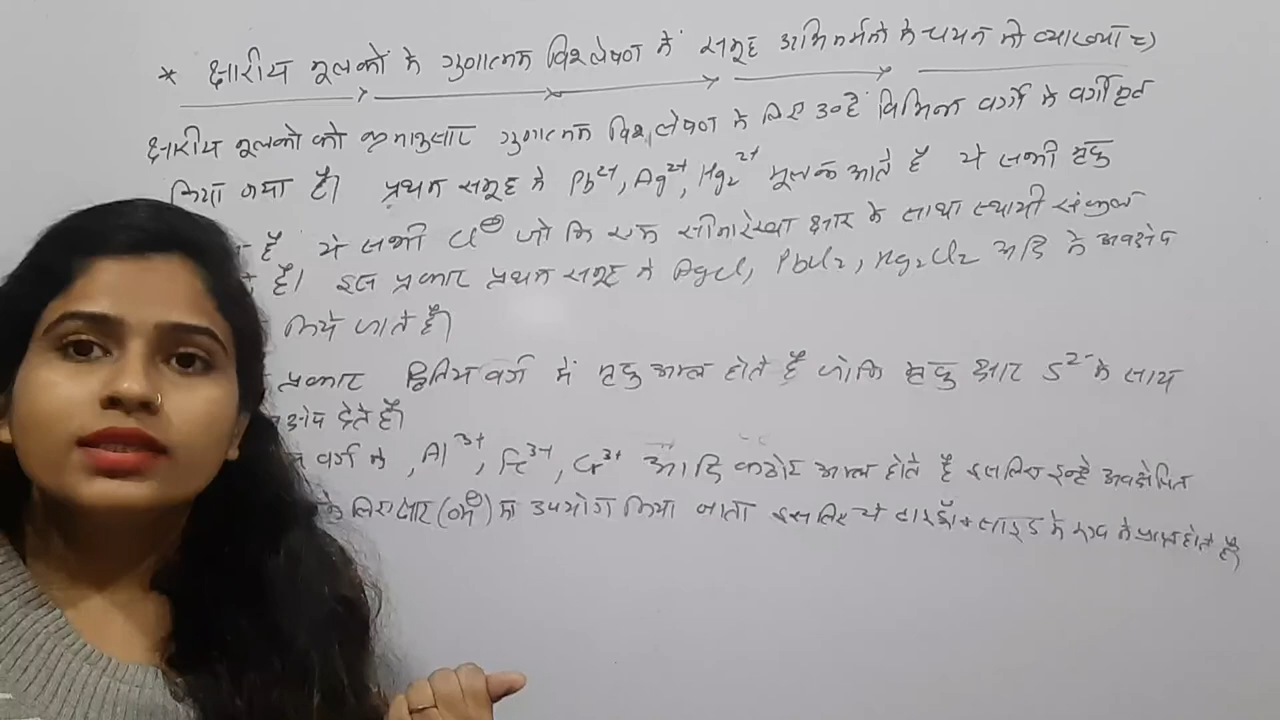 * क्षारीय मूलकों के गुणात्मक विश्लेषण में समूह अभिकर्मकों के चयन की व्याख्या ⇒
क्षारीय मूलकों को क्रमानुसार गुणात्मक विश्लेषण के लिए उन्हें विभिन्न वर्गों में वर्गीकृत
किया गया है। प्रथम समूह में Pb²⁺, Ag²⁺, Hg₂²⁺ मूलक आते हैं ये सभी मृदु
हैं ये सभी Cl⊖ जो कि एक सीमारेखा क्षार के साथ स्थायी संकुल
है। इस प्रकार प्रथम समूह में AgCl, PbCl₂, Hg₂Cl₂ आदि के अवक्षेप
किये जाते हैं।
प्रकार द्वितिय वर्ग में मृदु अम्ल होते हैं जोकि मृदु क्षार S²⁻ के साथ
देते हैं।
वर्ग में, Al³⁺, Fe³⁺, Cr³⁺ आदि कठोर अम्ल होते हैं इसलिए इन्हें अवक्षेपित
के लिए क्षार (OH⊖) का उपयोग किया जाता इसलिए ये हाइड्रॉक्साइड के रूप में प्राप्त होते हैं।